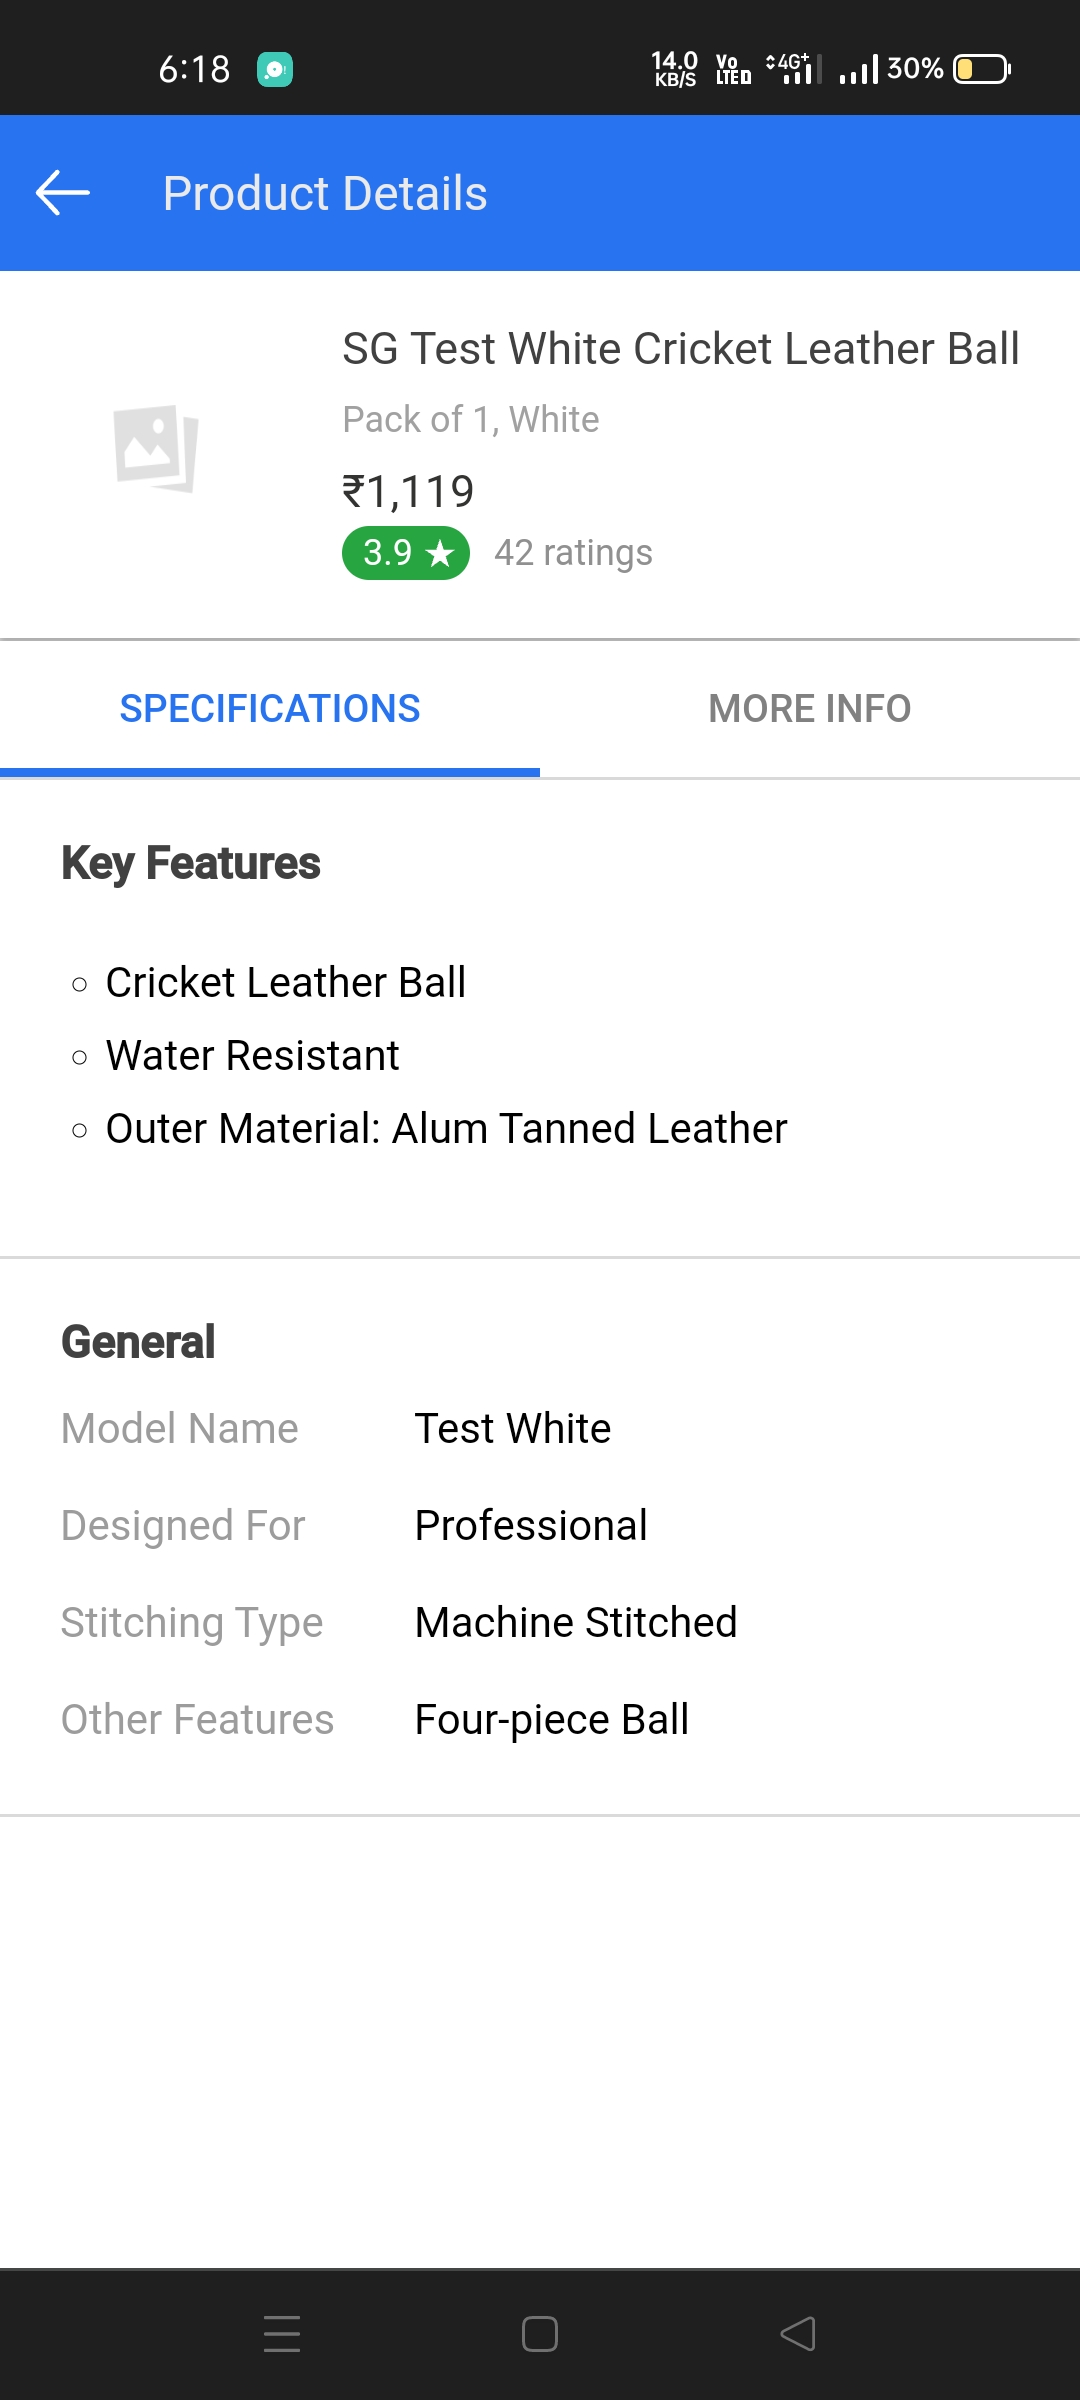 6:18
14.0 KB/S Vo LTED 4G+ 30%
Product Details
SG Test White Cricket Leather Ball
Pack of 1, White
₹1,119
3.9 ★ 42 ratings
SPECIFICATIONS MORE INFO
Key Features
Cricket Leather Ball
Water Resistant
Outer Material: Alum Tanned Leather
General
Model Name Test White
Designed For Professional
Stitching Type Machine Stitched
Other Features Four-piece Ball